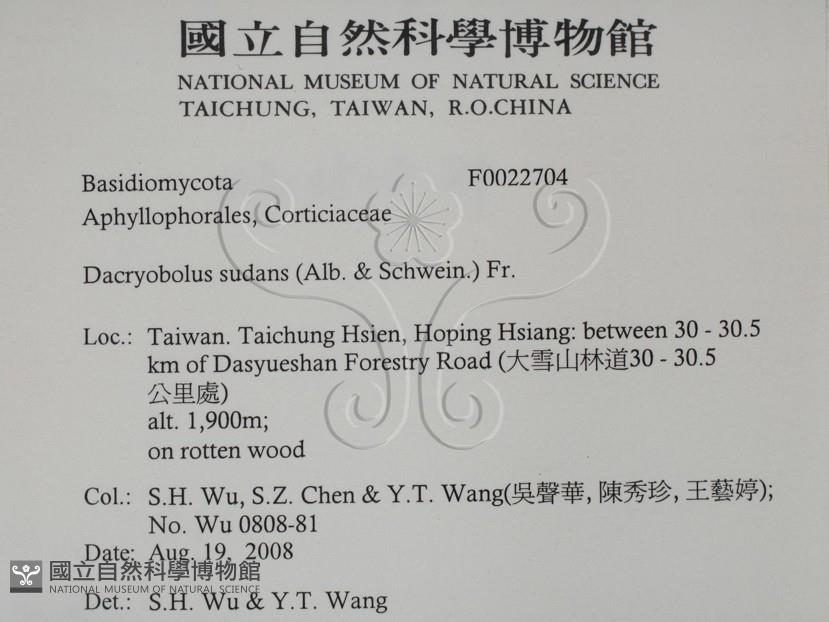 國立自然科學博物館
NATIONAL MUSEUM OF NATURAL SCIENCE
TAICHUNG, TAIWAN, R.O.CHINA
Basidiomycota F0022704
Aphyllophorales, Corticiaceae
Dacryobolus sudans (Alb. & Schwein.) Fr.
Loc.: Taiwan. Taichung Hsien, Hoping Hsiang: between 30 - 30.5
km of Dasyueshan Forestry Road (大雪山林道30 - 30.5
公里處)
alt. 1,900m;
on rotten wood
Col.: S.H. Wu, S.Z. Chen & Y.T. Wang(吳聲華, 陳秀珍, 王藝婷);
No. Wu 0808-81
Date: Aug. 19, 2008
國立自然科學博物館
NATIONAL MUSEUM OF NATURAL SCIENCE
Det.: S.H. Wu & Y.T. Wang